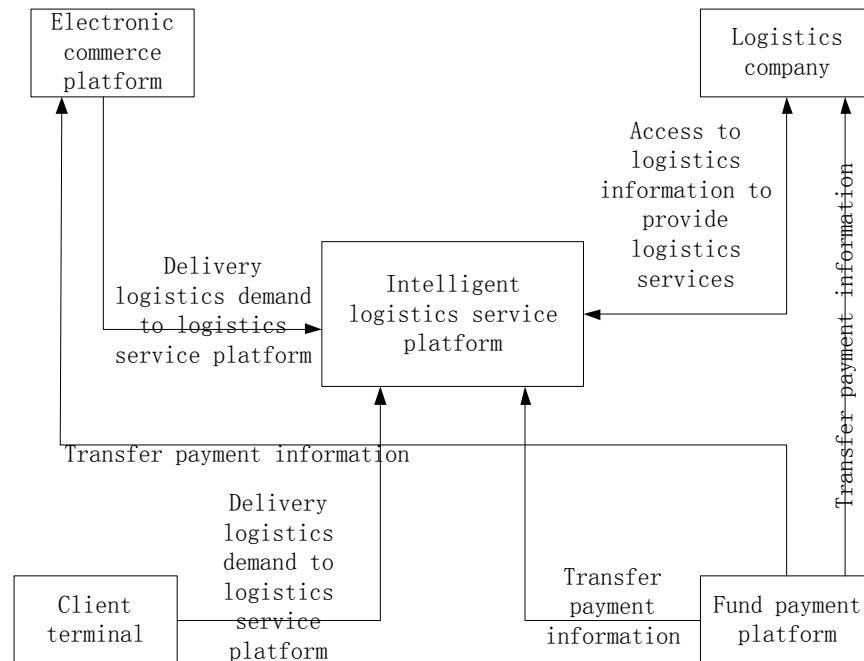 Electronic
commerce
platform
Logistics
company
Access to
logistics
information to
provide
logistics
services
Transfer payment information
Delivery
logistics demand
to logistics
service platform
Intelligent
logistics service
platform
Transfer payment information
Delivery
logistics
demand to
logistics
service
platform
Client
terminal
Transfer
payment
information
Fund payment
platform